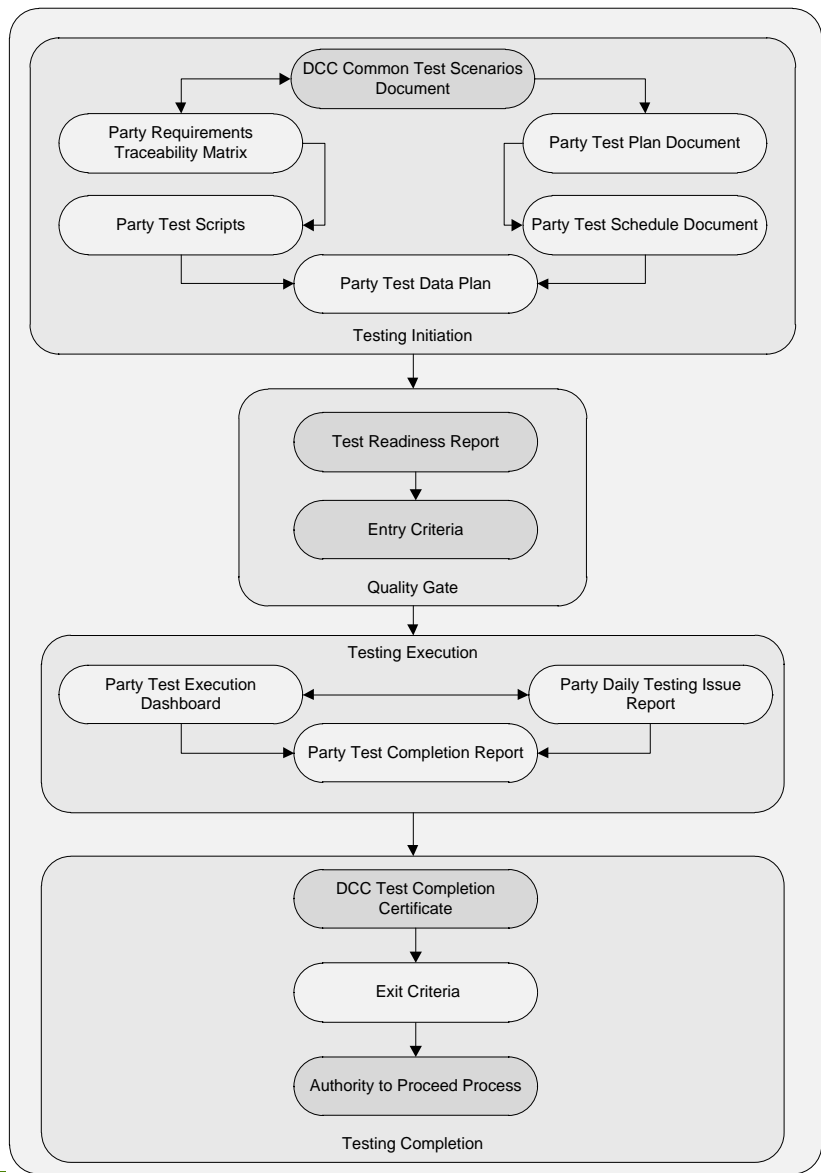 DCC Common Test Scenarios
Document
Party Requirements
Traceability Matrix
Party Test Plan Document
Party Test Scripts
Party Test Schedule Document
Party Test Data Plan
Testing Initiation
Test Readiness Report
Entry Criteria
Quality Gate
Testing Execution
Party Test Execution
Dashboard
Party Daily Testing Issue
Report
Party Test Completion Report
DCC Test Completion
Certificate
Exit Criteria
Authority to Proceed Process
Testing Completion